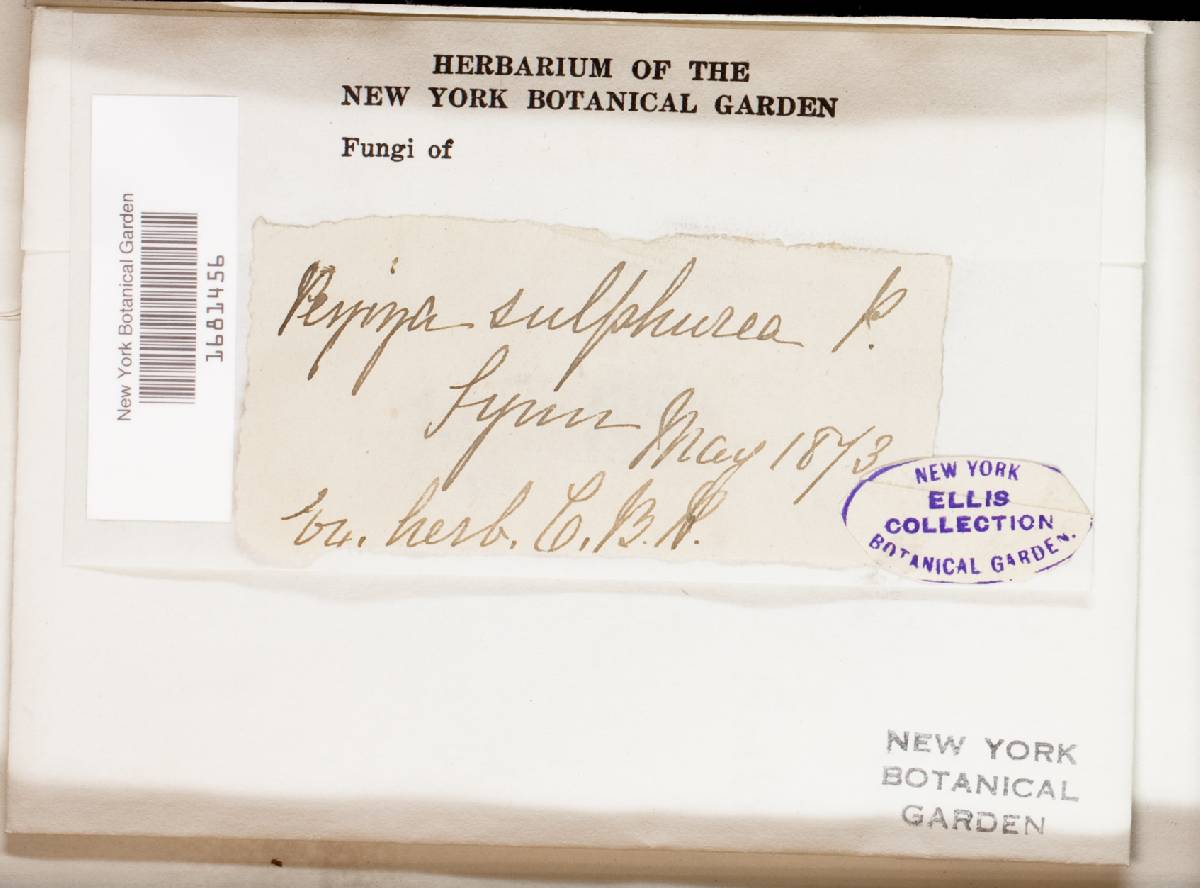 HERBARIUM OF THE
NEW YORK BOTANICAL GARDEN
Fungi of
New York Botanical Garden
1681456
Peziza sulphurea P.
Lynn May 1873
Ex. herb. C. B. P.
NEW YORK
ELLIS
COLLECTION
BOTANICAL GARDEN.
NEW YORK
BOTANICAL
GARDEN